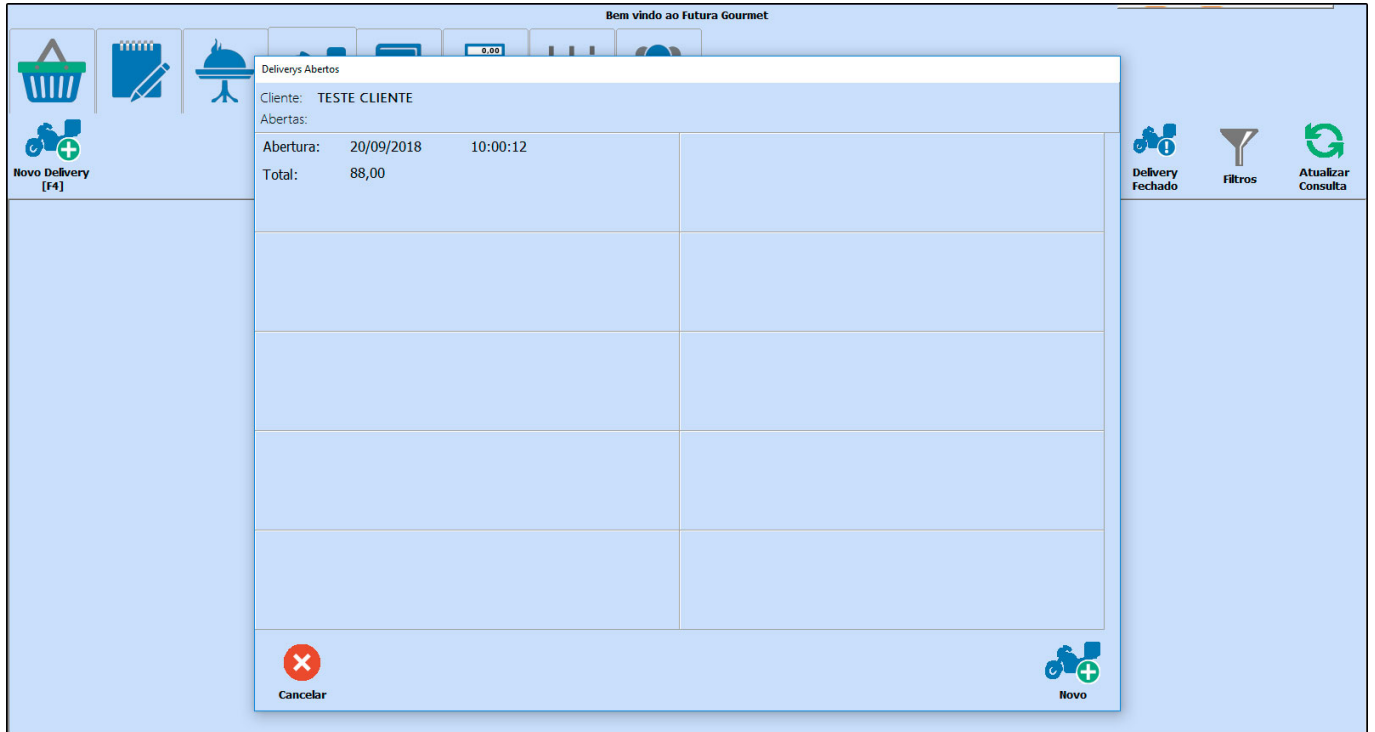 Bem vindo ao Futura Gourmet
0,00
Deliverys Abertos
Cliente: TESTE CLIENTE
Abertas:
Abertura: 20/09/2018 10:00:12
Total: 88,00
Novo Delivery
[F4]
Delivery
Fechado
Filtros
Atualizar
Consulta
Cancelar
Novo